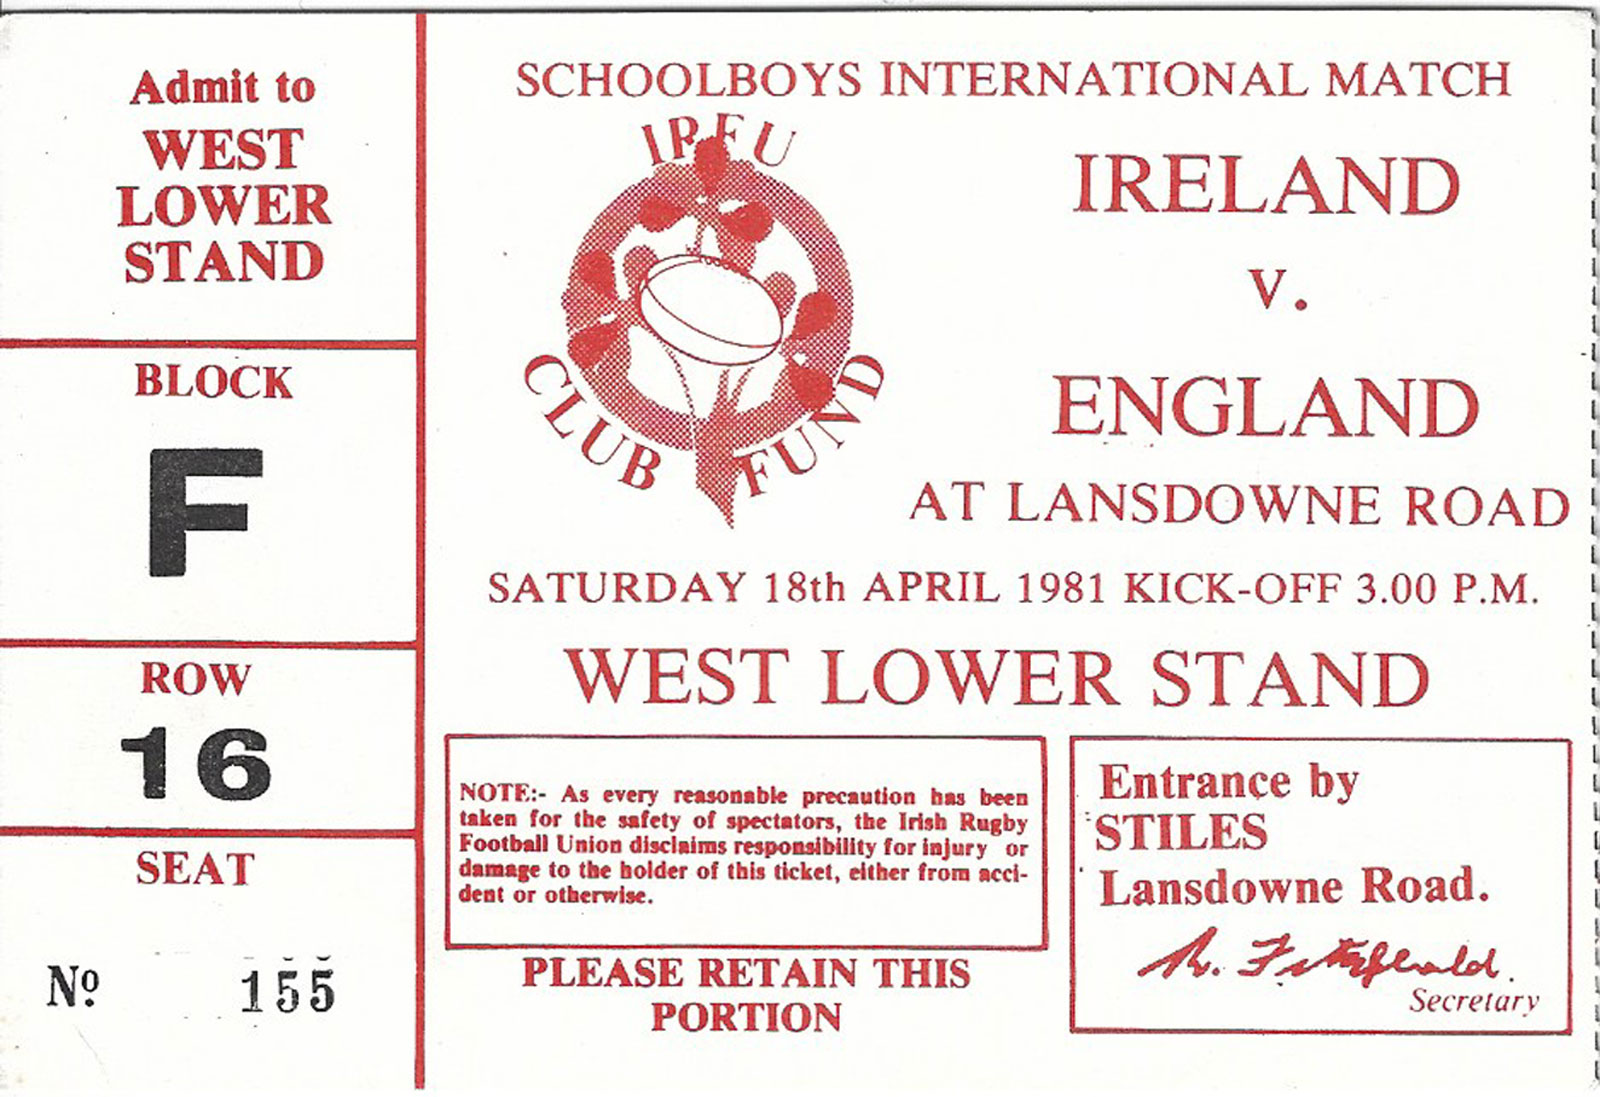 Admit to
WEST
LOWER
STAND
BLOCK
F
ROW
16
SEAT
Nº 155
SCHOOLBOYS INTERNATIONAL MATCH
IRFU
CLUB FUND
IRELAND
v.
ENGLAND
AT LANSDOWNE ROAD
SATURDAY 18th APRIL 1981 KICK-OFF 3.00 P.M.
WEST LOWER STAND
NOTE:- As every reasonable precaution has been
taken for the safety of spectators, the Irish Rugby
Football Union disclaims responsibility for injury or
damage to the holder of this ticket, either from acci-
dent or otherwise.
PLEASE RETAIN THIS
PORTION
Entrance by
STILES
Lansdowne Road.
Fitzgerald.
Secretary